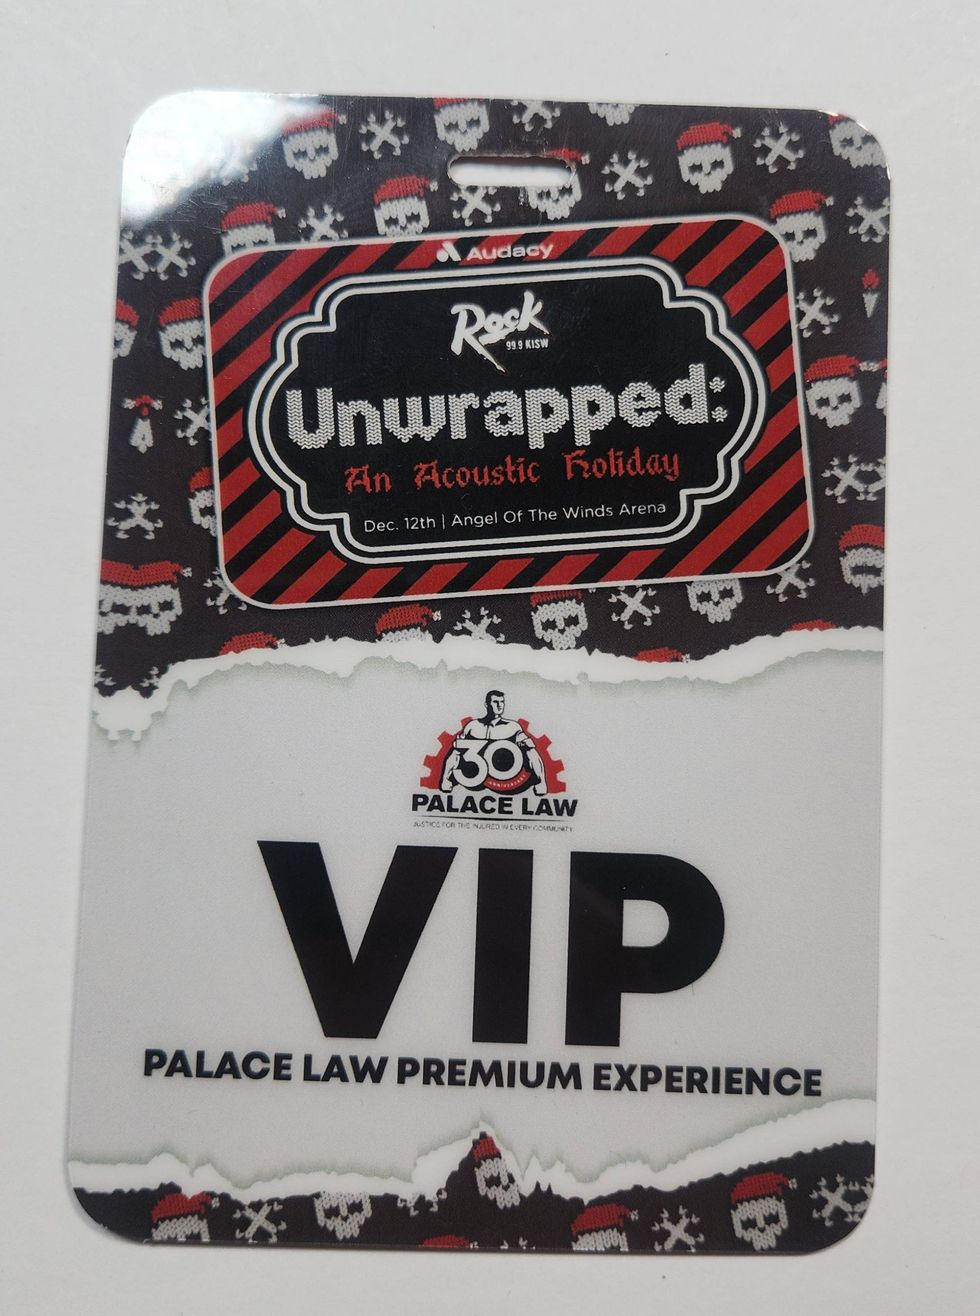 Audacy
Rock
99.9 KISW
Unwrapped:
An Acoustic Holiday
Dec. 12th | Angel Of The Winds Arena
30
ANNIVERSARY
PALACE LAW
JUSTICE FOR THE INJURED IN EVERY COMMUNITY
VIP
PALACE LAW PREMIUM EXPERIENCE